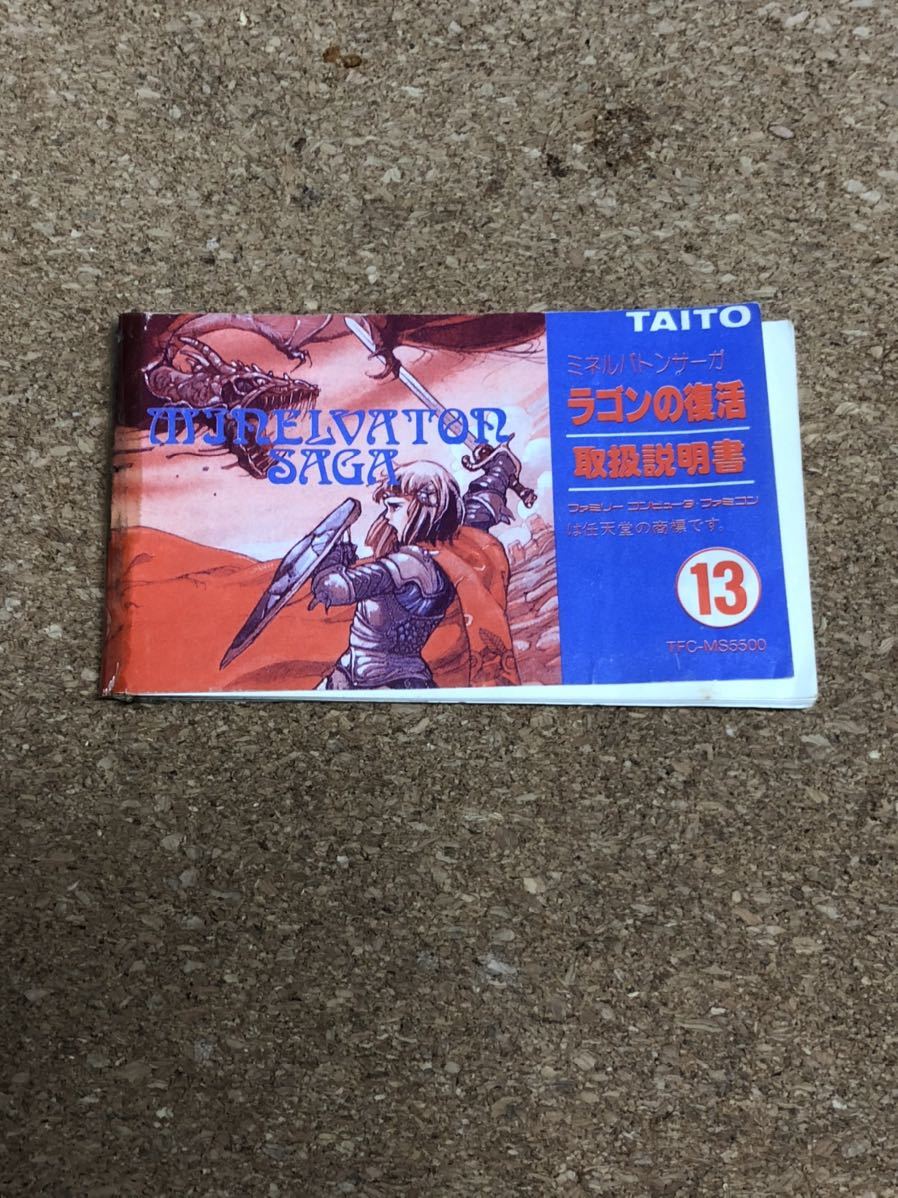 TAITO
ミネルバトンサーガ
ラゴンの復活
取扱説明書
ファミリー コンピュータ・ファミコン
は任天堂の商標です。
13
TFC-MS5500
MINELVATON
SAGA